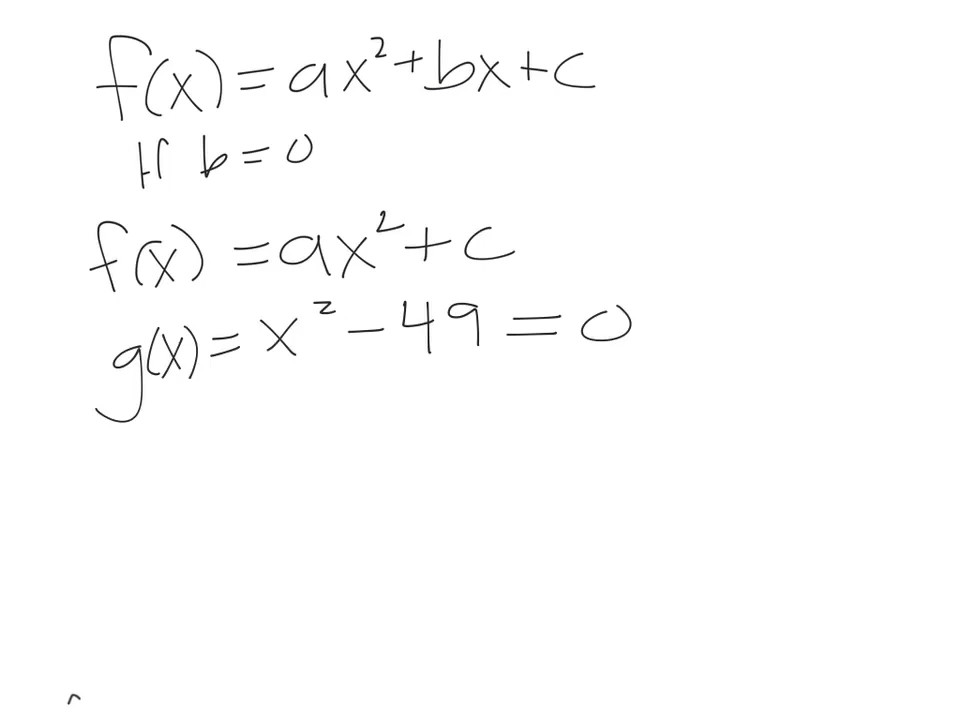 f(x) = ax² + bx + c
If b = 0
f(x) = ax² + c
g(x) = x² - 49 = 0